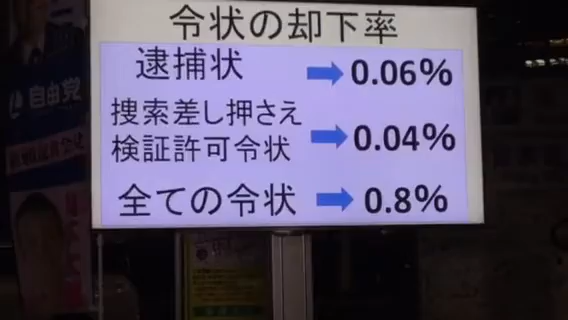 令状の却下率
逮捕状 ➡ 0.06%
捜索差し押さえ
検証許可令状 ➡ 0.04%
全ての令状 ➡ 0.8%
自由党